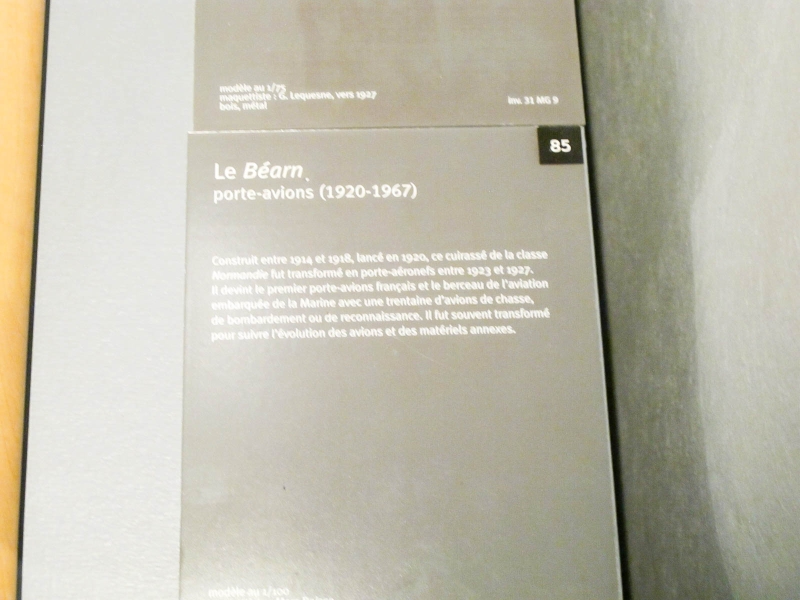 modèle au 1/75
maquettiste : G. Lequesne, vers 1927
bois, métal
inv. 31 MG 9
85
Le Béarn,
porte-avions (1920-1967)
Construit entre 1914 et 1918, lancé en 1920, ce cuirassé de la classe
Normandie fut transformé en porte-aéronefs entre 1923 et 1927.
Il devint le premier porte-avions français et le berceau de l'aviation
embarquée de la Marine avec une trentaine d'avions de chasse,
de bombardement ou de reconnaissance. Il fut souvent transformé
pour suivre l'évolution des avions et des matériels annexes.
modèle au 1/100